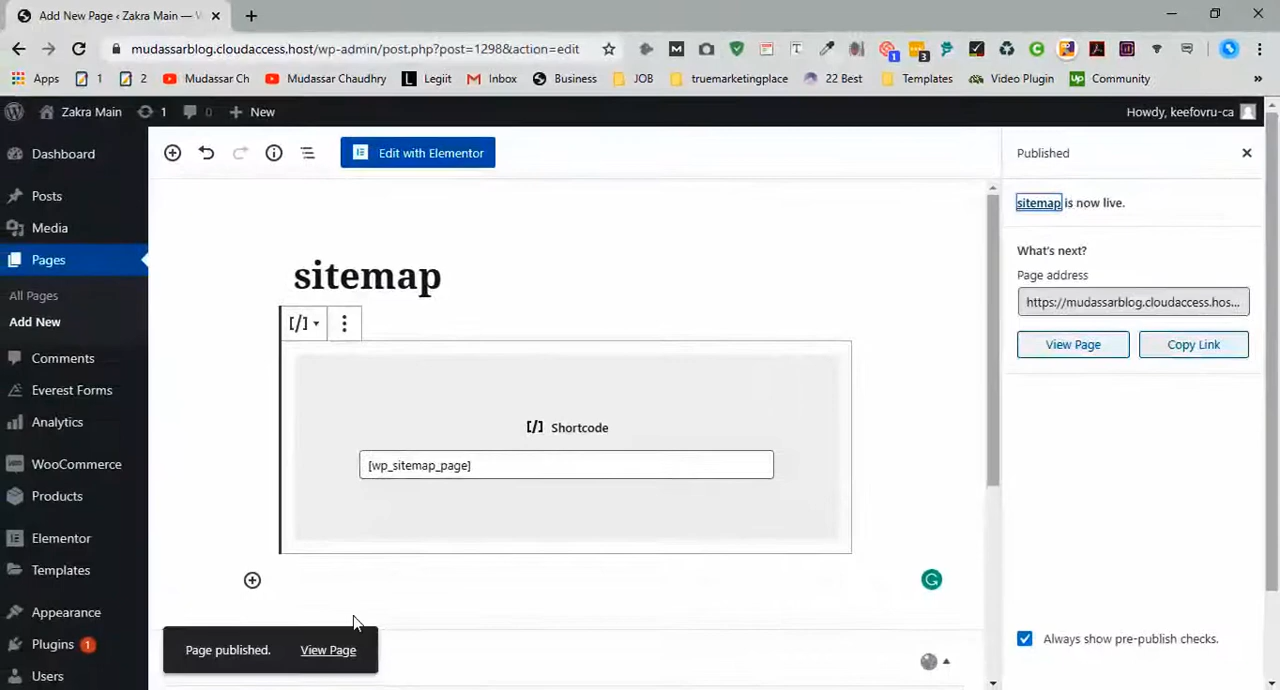 Add New Page ‹ Zakra Main —
mudassarblog.cloudaccess.host/wp-admin/post.php?post=1298&action=edit
Apps
1
2
Mudassar Ch
Mudassar Chaudhry
Legiit
Inbox
Business
JOB
truemarketingplace
22 Best
Templates
Video Plugin
Community
»
Zakra Main
1
0
New
Howdy, keefovru-ca
Dashboard
Posts
Media
Pages
All Pages
Add New
Comments
Everest Forms
Analytics
WooCommerce
Products
Elementor
Templates
Appearance
Plugins 1
Users
Edit with Elementor
sitemap
[/]
[/] Shortcode
[wp_sitemap_page]
Page published. View Page
Published
sitemap is now live.
What's next?
Page address
https://mudassarblog.cloudaccess.hos...
View Page
Copy Link
Always show pre-publish checks.